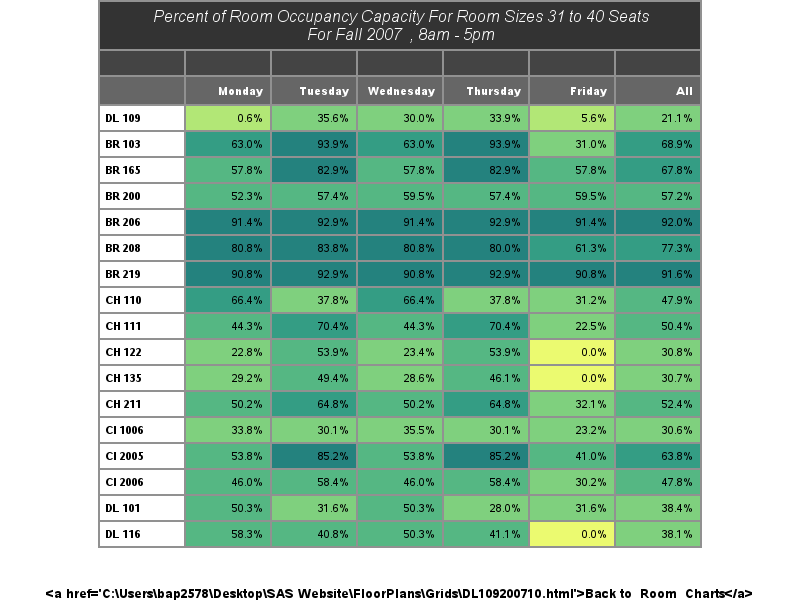 Percent of Room Occupancy Capacity For Room Sizes 31 to 40 Seats
For Fall 2007 , 8am - 5pm
Monday Tuesday Wednesday Thursday Friday All
DL 109 0.6% 35.6% 30.0% 33.9% 5.6% 21.1%
BR 103 63.0% 93.9% 63.0% 93.9% 31.0% 68.9%
BR 165 57.8% 82.9% 57.8% 82.9% 57.8% 67.8%
BR 200 52.3% 57.4% 59.5% 57.4% 59.5% 57.2%
BR 206 91.4% 92.9% 91.4% 92.9% 91.4% 92.0%
BR 208 80.8% 83.8% 80.8% 80.0% 61.3% 77.3%
BR 219 90.8% 92.9% 90.8% 92.9% 90.8% 91.6%
CH 110 66.4% 37.8% 66.4% 37.8% 31.2% 47.9%
CH 111 44.3% 70.4% 44.3% 70.4% 22.5% 50.4%
CH 122 22.8% 53.9% 23.4% 53.9% 0.0% 30.8%
CH 135 29.2% 49.4% 28.6% 46.1% 0.0% 30.7%
CH 211 50.2% 64.8% 50.2% 64.8% 32.1% 52.4%
CI 1006 33.8% 30.1% 35.5% 30.1% 23.2% 30.6%
CI 2005 53.8% 85.2% 53.8% 85.2% 41.0% 63.8%
CI 2006 46.0% 58.4% 46.0% 58.4% 30.2% 47.8%
DL 101 50.3% 31.6% 50.3% 28.0% 31.6% 38.4%
DL 116 58.3% 40.8% 50.3% 41.1% 0.0% 38.1%
<a href='C:\Users\bap2578\Desktop\SAS Website\FloorPlans\Grids\DL109200710.html'>Back to Room Charts</a>